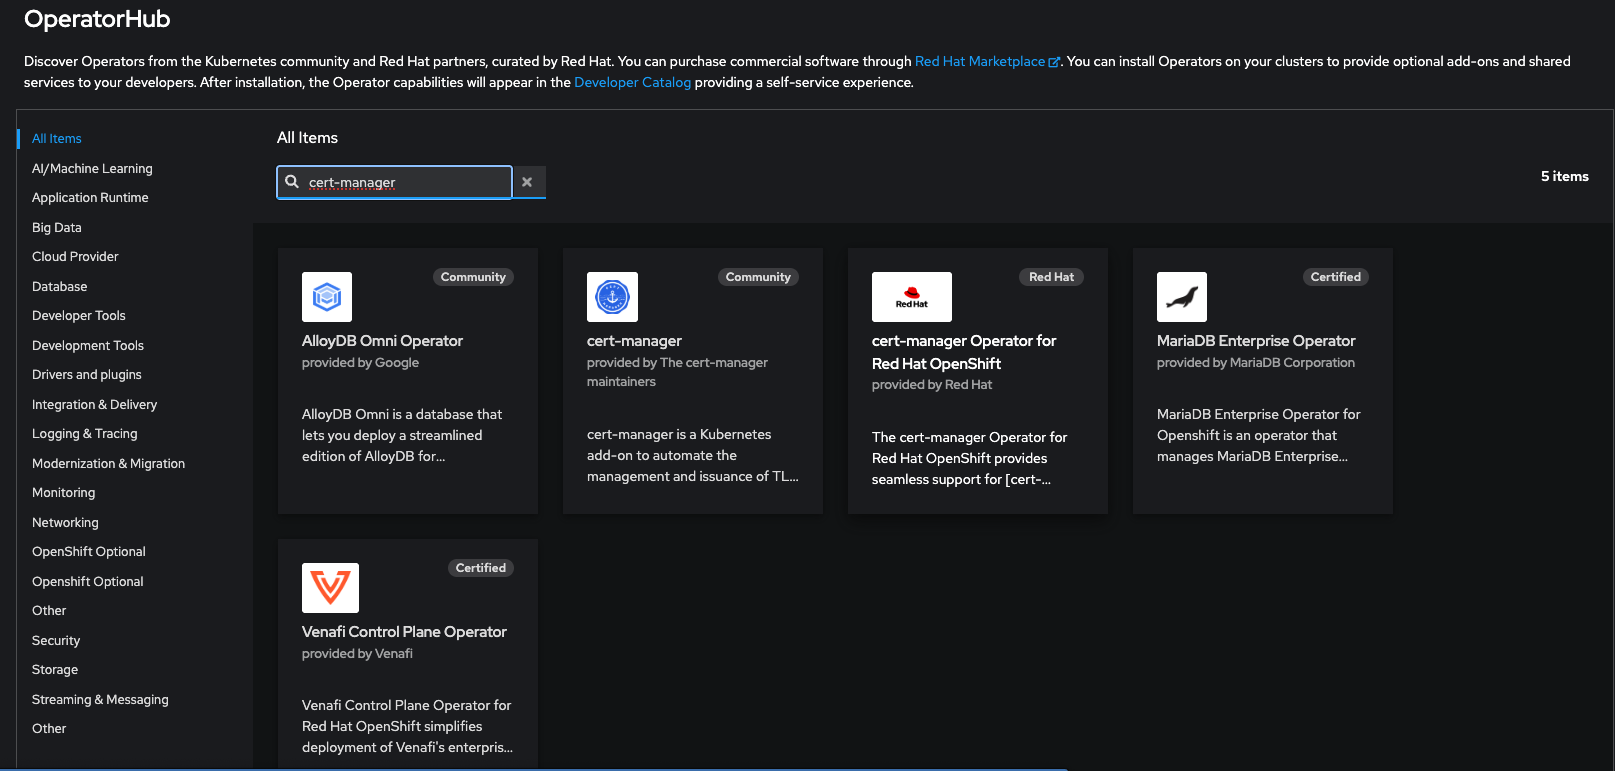 OperatorHub
Discover Operators from the Kubernetes community and Red Hat partners, curated by Red Hat. You can purchase commercial software through Red Hat Marketplace. You can install Operators on your clusters to provide optional add-ons and shared
services to your developers. After installation, the Operator capabilities will appear in the Developer Catalog providing a self-service experience.
All Items
AI/Machine Learning
Application Runtime
Big Data
Cloud Provider
Database
Developer Tools
Development Tools
Drivers and plugins
Integration & Delivery
Logging & Tracing
Modernization & Migration
Monitoring
Networking
OpenShift Optional
Openshift Optional
Other
Security
Storage
Streaming & Messaging
Other
All Items
cert-manager
5 items
Community
AlloyDB Omni Operator
provided by Google
AlloyDB Omni is a database that
lets you deploy a streamlined
edition of AlloyDB for...
Community
cert-manager
provided by The cert-manager
maintainers
cert-manager is a Kubernetes
add-on to automate the
management and issuance of TL...
Red Hat
Red Hat
cert-manager Operator for
Red Hat OpenShift
provided by Red Hat
The cert-manager Operator for
Red Hat OpenShift provides
seamless support for [cert-...
Certified
MariaDB Enterprise Operator
provided by MariaDB Corporation
MariaDB Enterprise Operator for
Openshift is an operator that
manages MariaDB Enterprise...
Certified
Venafi Control Plane Operator
provided by Venafi
Venafi Control Plane Operator for
Red Hat OpenShift simplifies
deployment of Venafi's enterpris...